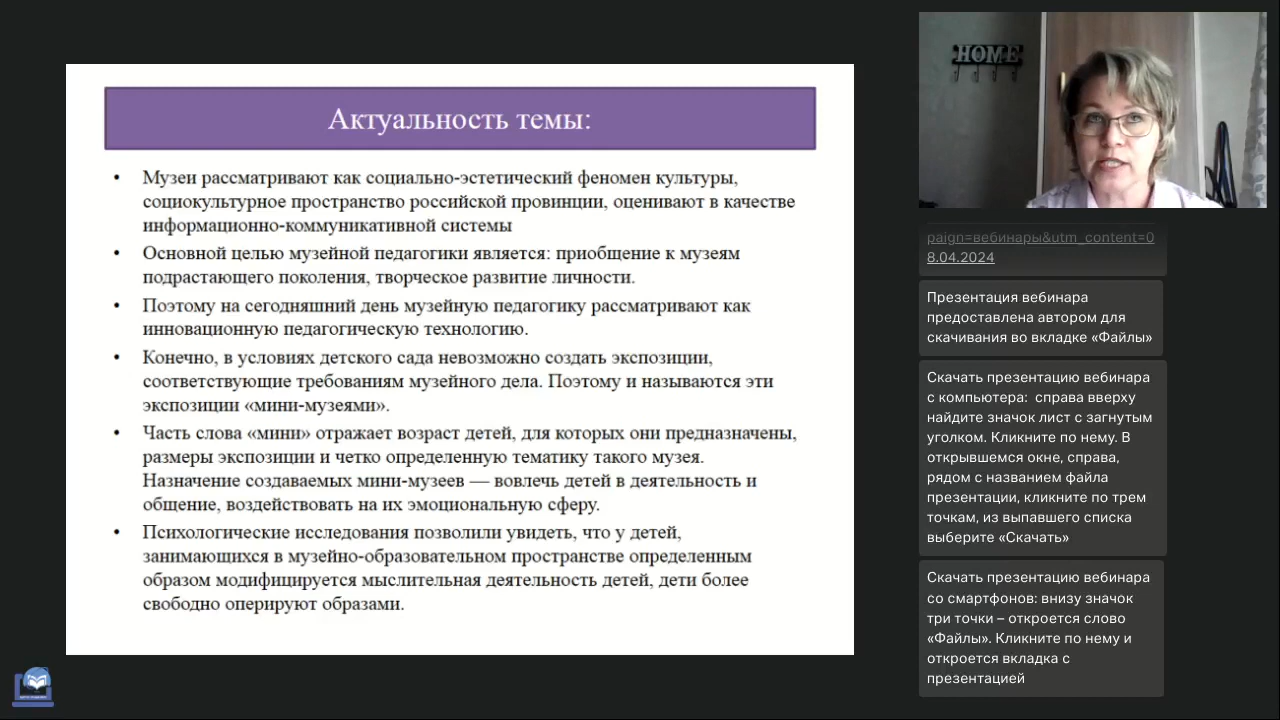 Актуальность темы:
• Музеи рассматривают как социально-эстетический феномен культуры,
социокультурное пространство российской провинции, оценивают в качестве
информационно-коммуникативной системы
• Основной целью музейной педагогики является: приобщение к музеям
подрастающего поколения, творческое развитие личности.
• Поэтому на сегодняшний день музейную педагогику рассматривают как
инновационную педагогическую технологию.
• Конечно, в условиях детского сада невозможно создать экспозиции,
соответствующие требованиям музейного дела. Поэтому и называются эти
экспозиции «мини-музеями».
• Часть слова «мини» отражает возраст детей, для которых они предназначены,
размеры экспозиции и четко определенную тематику такого музея.
Назначение создаваемых мини-музеев — вовлечь детей в деятельность и
общение, воздействовать на их эмоциональную сферу.
• Психологические исследования позволили увидеть, что у детей,
занимающихся в музейно-образовательном пространстве определенным
образом модифицируется мыслительная деятельность детей, дети более
свободно оперируют образами.
HOME
paign=вебинары&utm_content=0
8.04.2024
Презентация вебинара
предоставлена автором для
скачивания во вкладке «Файлы»
Скачать презентацию вебинара
с компьютера: справа вверху
найдите значок лист с загнутым
уголком. Кликните по нему. В
открывшемся окне, справа,
рядом с названием файла
презентации, кликните по трем
точкам, из выпавшего списка
выберите «Скачать»
Скачать презентацию вебинара
со смартфонов: внизу значок
три точки – откроется слово
«Файлы». Кликните по нему и
откроется вкладка с
презентацией